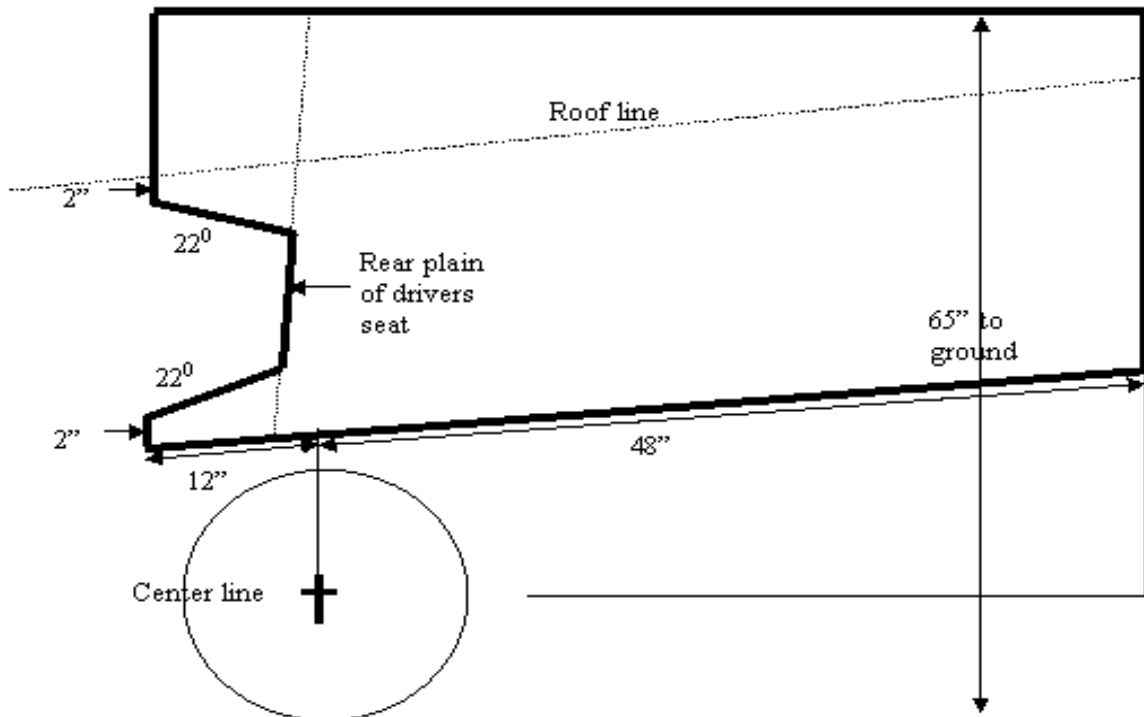 Roof line
2”
22⁰
Rear plain
of drivers
seat
65” to
ground
22⁰
2”
12”
48”
Center line